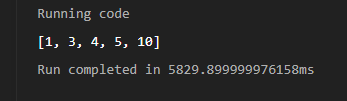 Running code
[1, 3, 4, 5, 10]
Run completed in 5829.899999976158ms